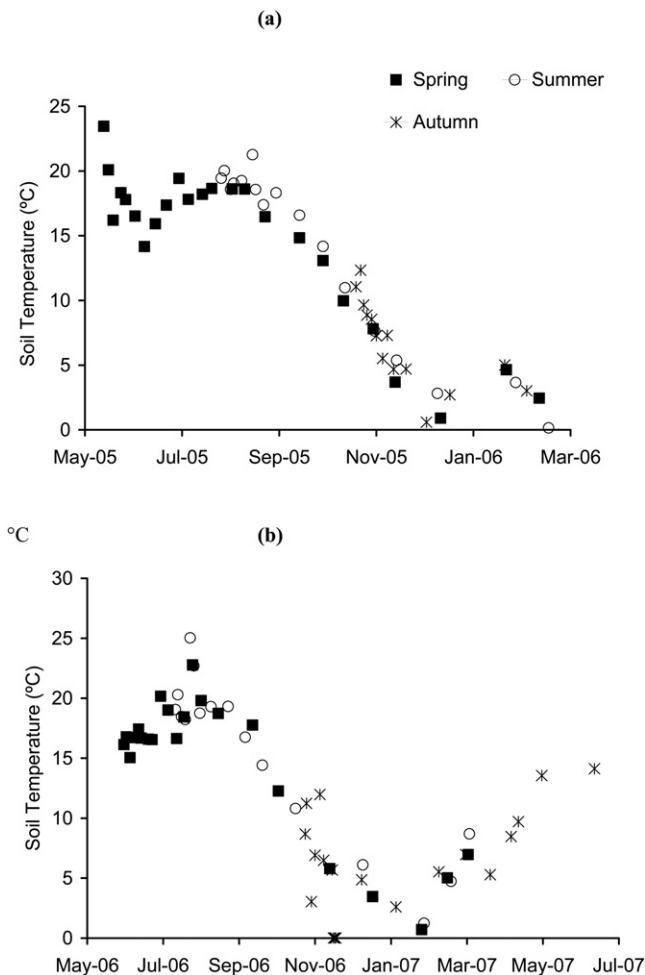 (a)
Spring Summer
Autumn
25
20
15
10
5
0
Soil Temperature (ºC)
May-05 Jul-05 Sep-05 Nov-05 Jan-06 Mar-06
°C (b)
30
25
20
15
10
5
0
Soil Temperature (ºC)
May-06 Jul-06 Sep-06 Nov-06 Jan-07 Mar-07 May-07 Jul-07